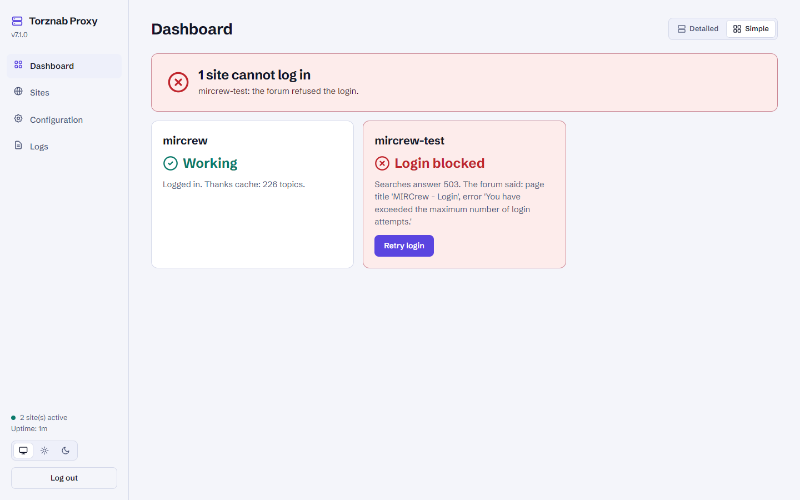 Torznab Proxy
v7.1.0
Dashboard
Sites
Configuration
Logs
2 site(s) active
Uptime: 1m
Log out
Dashboard
Detailed
Simple
1 site cannot log in
mircrew-test: the forum refused the login.
mircrew
Working
Logged in. Thanks cache: 226 topics.
mircrew-test
Login blocked
Searches answer 503. The forum said: page
title 'MIRCrew - Login', error 'You have
exceeded the maximum number of login
attempts.'
Retry login